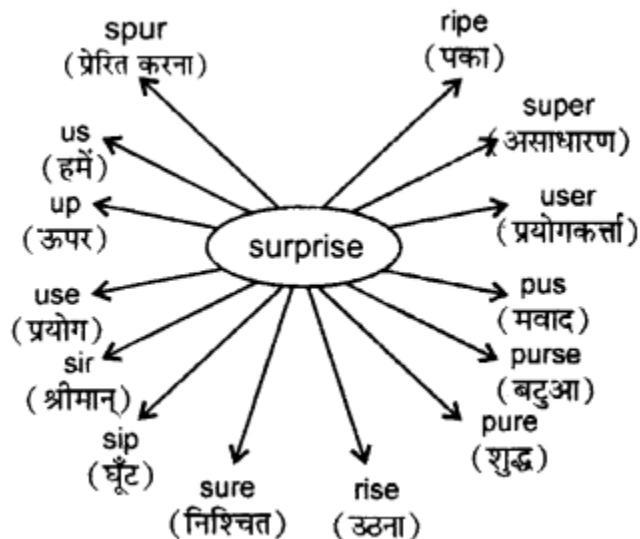 spur
(प्रेरित करना)
ripe
(पका)
super
(असाधारण)
us
(हमें)
user
(प्रयोगकर्त्ता)
up
(ऊपर)
surprise
use
(प्रयोग)
pus
(मवाद)
sir
(श्रीमान्)
purse
(बटुआ)
sip
(घूँट)
pure
(शुद्ध)
sure
(निश्चित)
rise
(उठना)